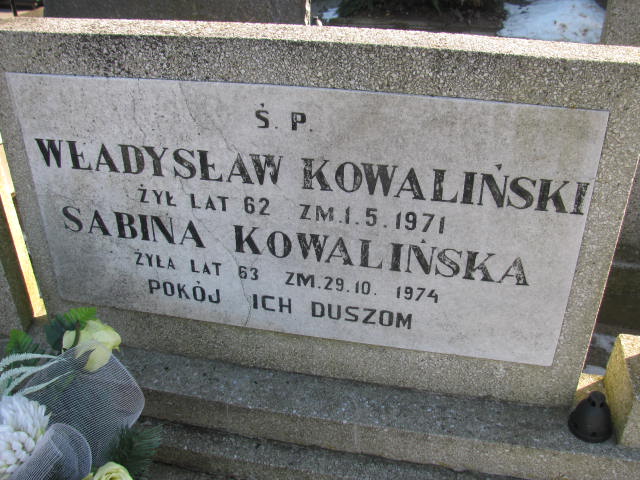 Ś. P.
WŁADYSŁAW KOWALIŃSKI
ŻYŁ LAT 62 ZM.1.5.1971
SABINA KOWALIŃSKA
ŻYŁA LAT 63 ZM.29.10. 1974
POKÓJ ICH DUSZOM